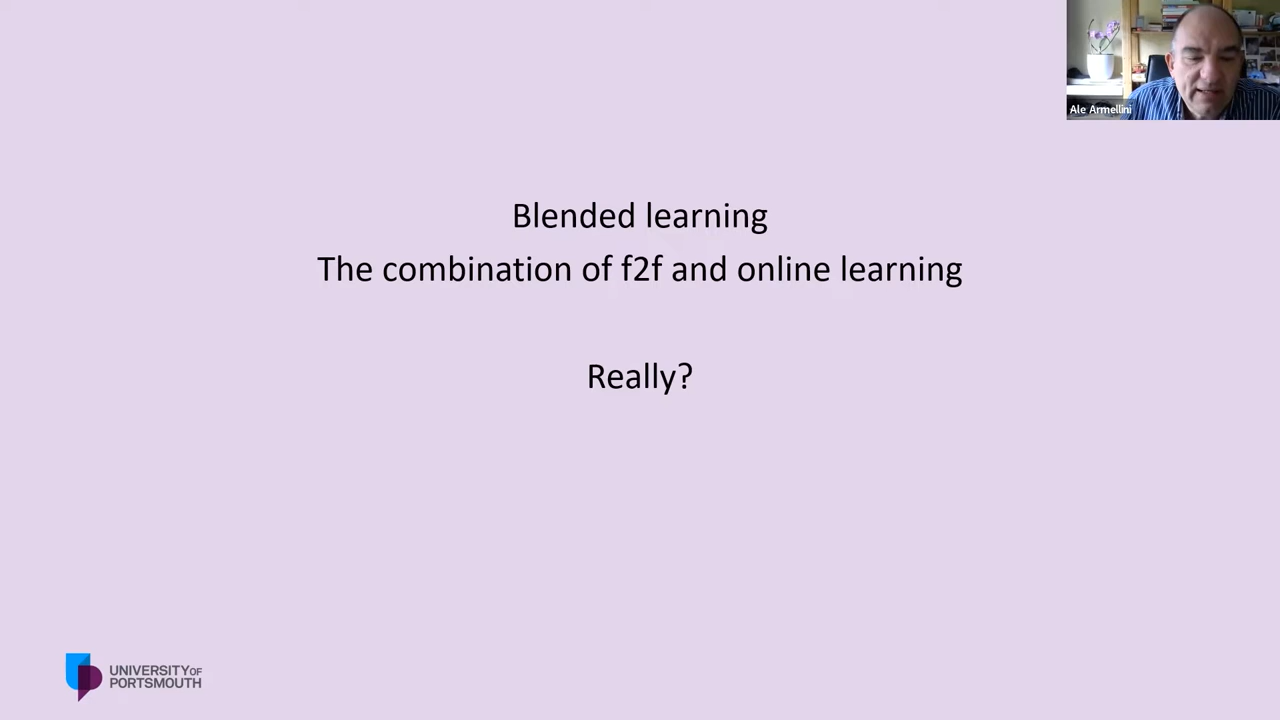 Ale Armellini
Blended learning
The combination of f2f and online learning
Really?
UNIVERSITY OF
PORTSMOUTH